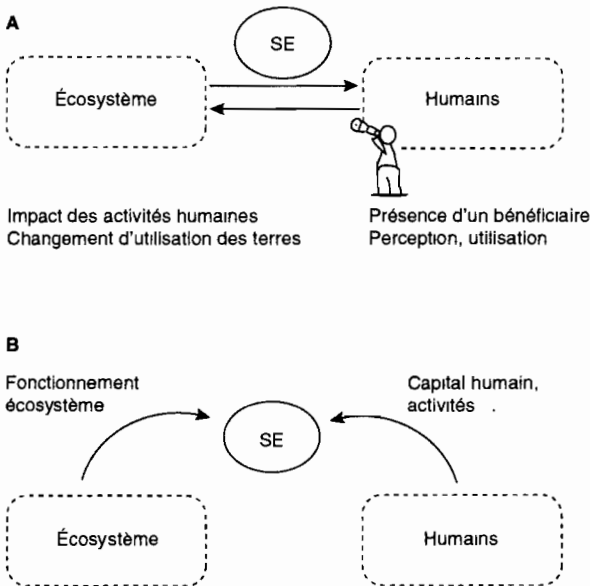 A
SE
Écosystème
Humains
Impact des activités humaines
Changement d'utilisation des terres
Présence d'un bénéficiaire
Perception, utilisation
B
Fonctionnement
écosystème
Capital humain,
activités .
SE
Écosystème
Humains